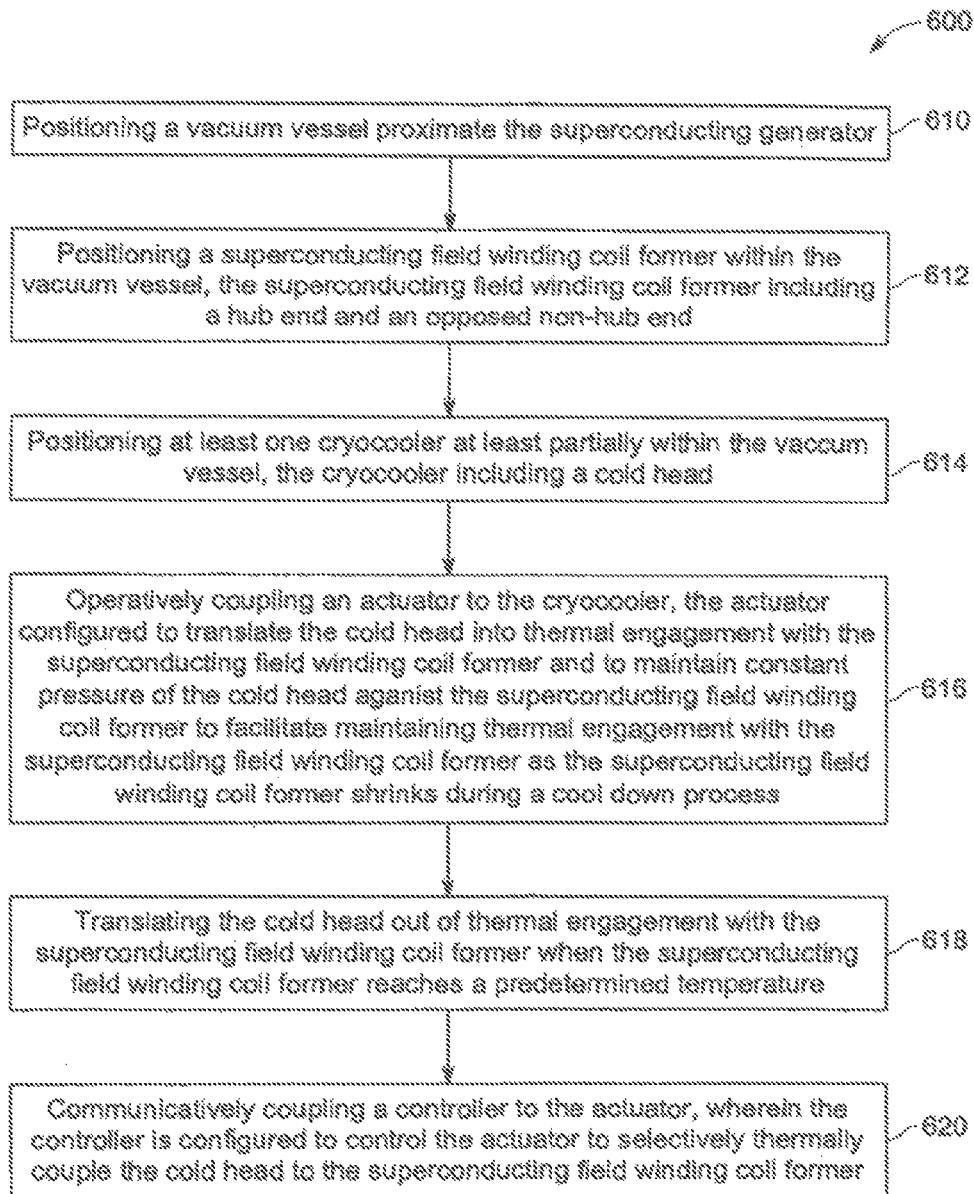 600
Positioning a vacuum vessel proximate the superconducting generator
610
Positioning a superconducting field winding coil former within the
vacuum vessel, the superconducting field winding coil former including
a hub end and an opposed non-hub end
612
Positioning at least one cryocooler at least partially within the vaccum
vessel, the cryocooler including a cold head
614
Operatively coupling an actuator to the cryocooler, the actuator
configured to translate the cold head into thermal engagement with the
superconducting field winding coil former and to maintain constant
pressure of the cold head aganist the superconducting field winding
coil former to facilitate maintaining thermal engagement with the
superconducting field winding coil former as the superconducting field
winding coil former shrinks during a cool down process
616
Translating the cold head out of thermal engagement with the
superconducting field winding coil former when the superconducting
field winding coil former reaches a predetermined temperature
618
Communicatively coupling a controller to the actuator, wherein the
controller is configured to control the actuator to selectively thermally
couple the cold head to the superconducting field winding coil former
620